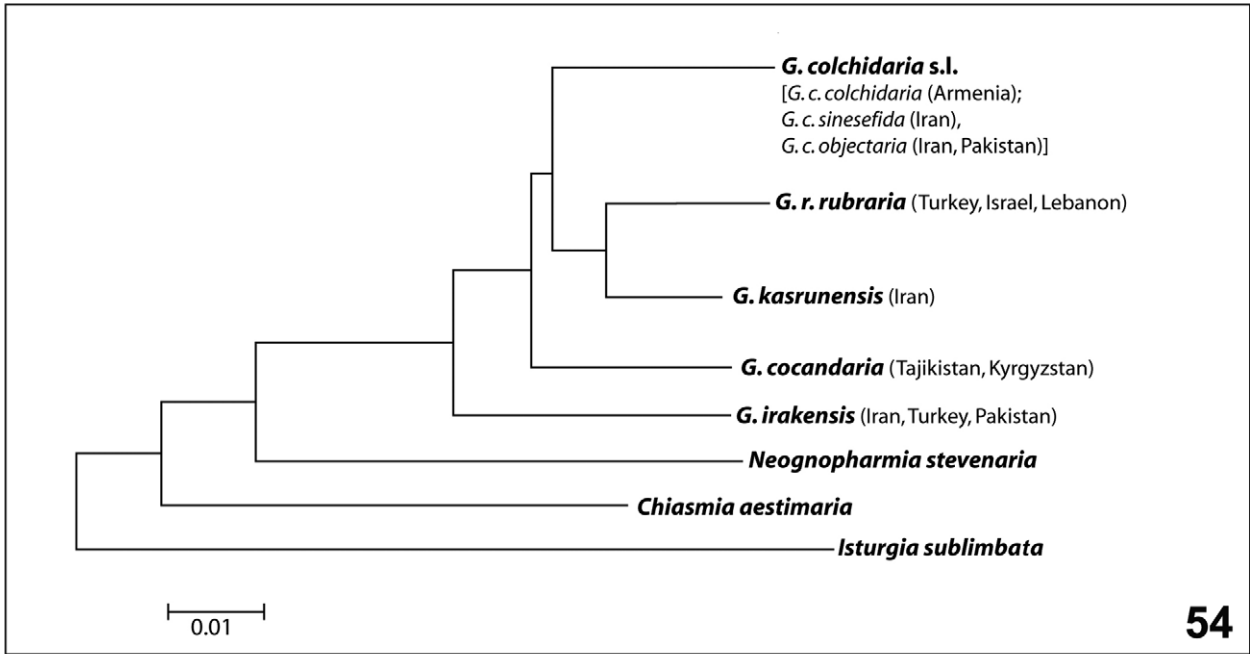 G. colchidaria s.l.
[G. c. colchidaria (Armenia);
G. c. sinesefida (Iran),
G. c. objectaria (Iran, Pakistan)]
G. r. rubraria (Turkey, Israel, Lebanon)
G. kasrunensis (Iran)
G. cocandaria (Tajikistan, Kyrgyzstan)
G. irakensis (Iran, Turkey, Pakistan)
Neognopharmia stevenaria
Chiasmia aestimaria
Isturgia sublimbata
0.01
54